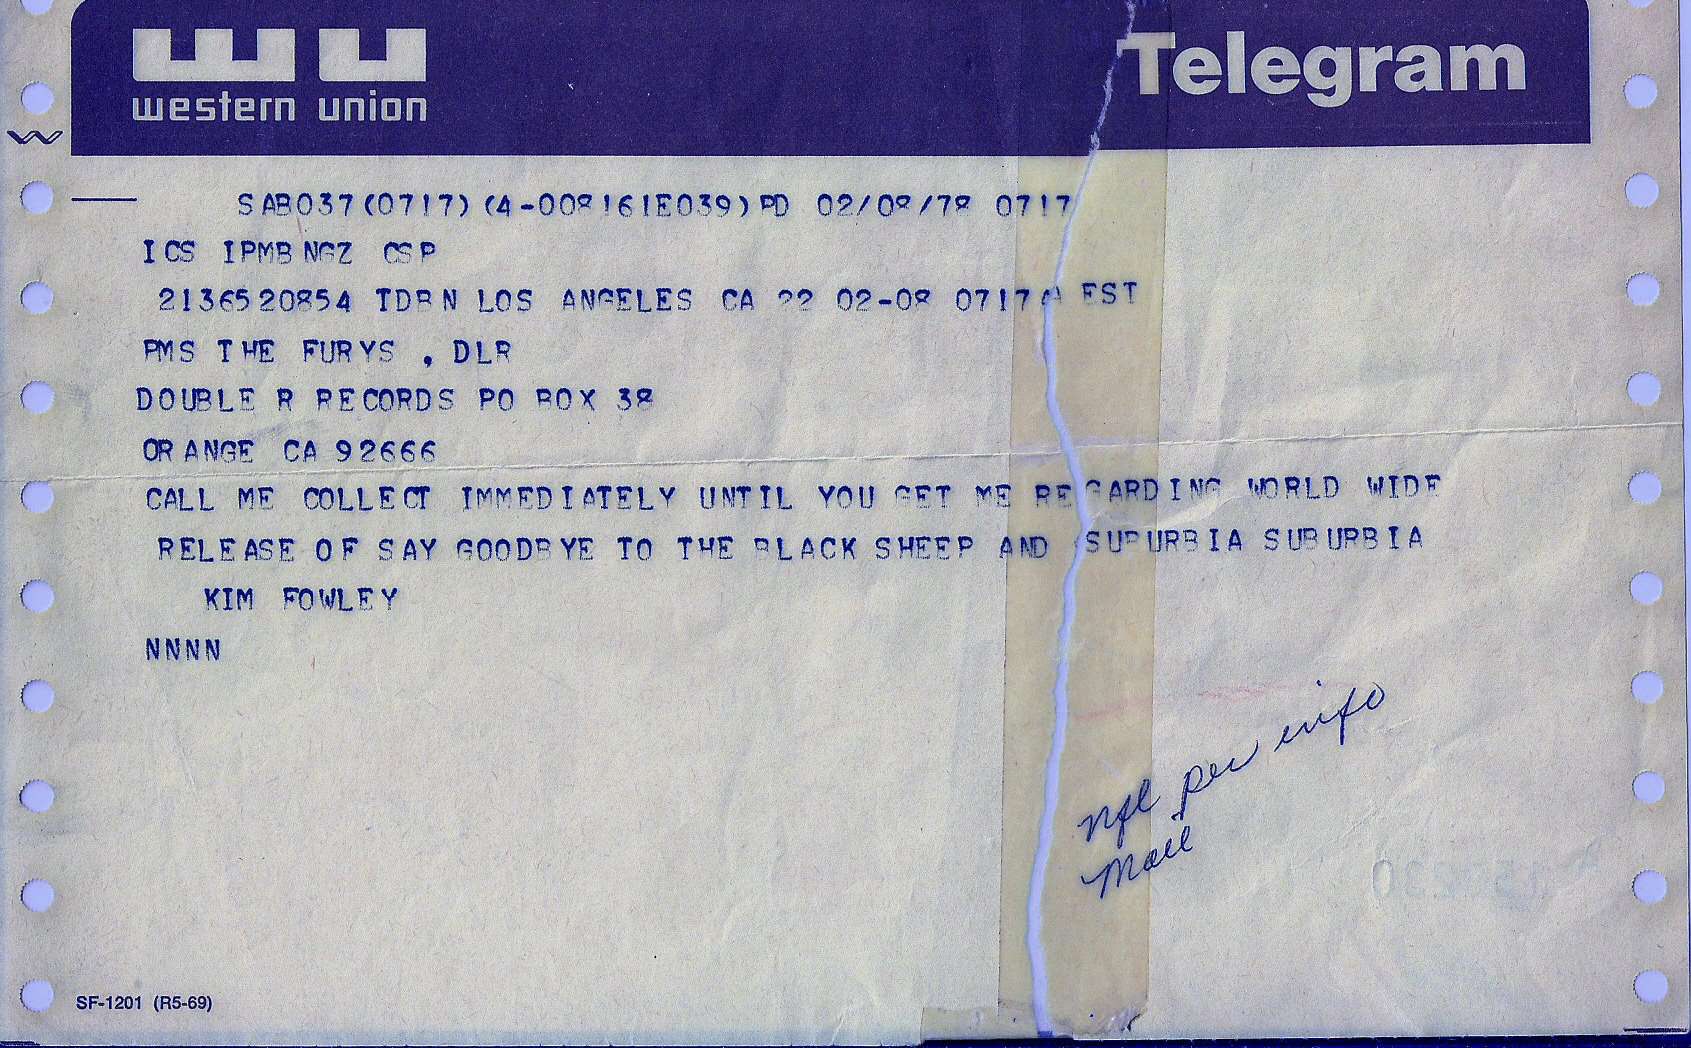 western union
Telegram
SAB037(0717)(4-008161E039)PD 02/08/78 0717
ICS IPMBNGZ CSP
2136520854 TDBN LOS ANGELES CA 22 02-08 0717A EST
PMS THE FURYS , DLR
DOUBLE R RECORDS PO BOX 38
ORANGE CA 92666
CALL ME COLLECT IMMEDIATELY UNTIL YOU GET ME REGARDING WORLD WIDE
RELEASE OF SAY GOODBYE TO THE BLACK SHEEP AND SUBURBIA SUBURBIA
KIM FOWLEY
NNNN
nfl per info
Mail
SF-1201 (R5-69)